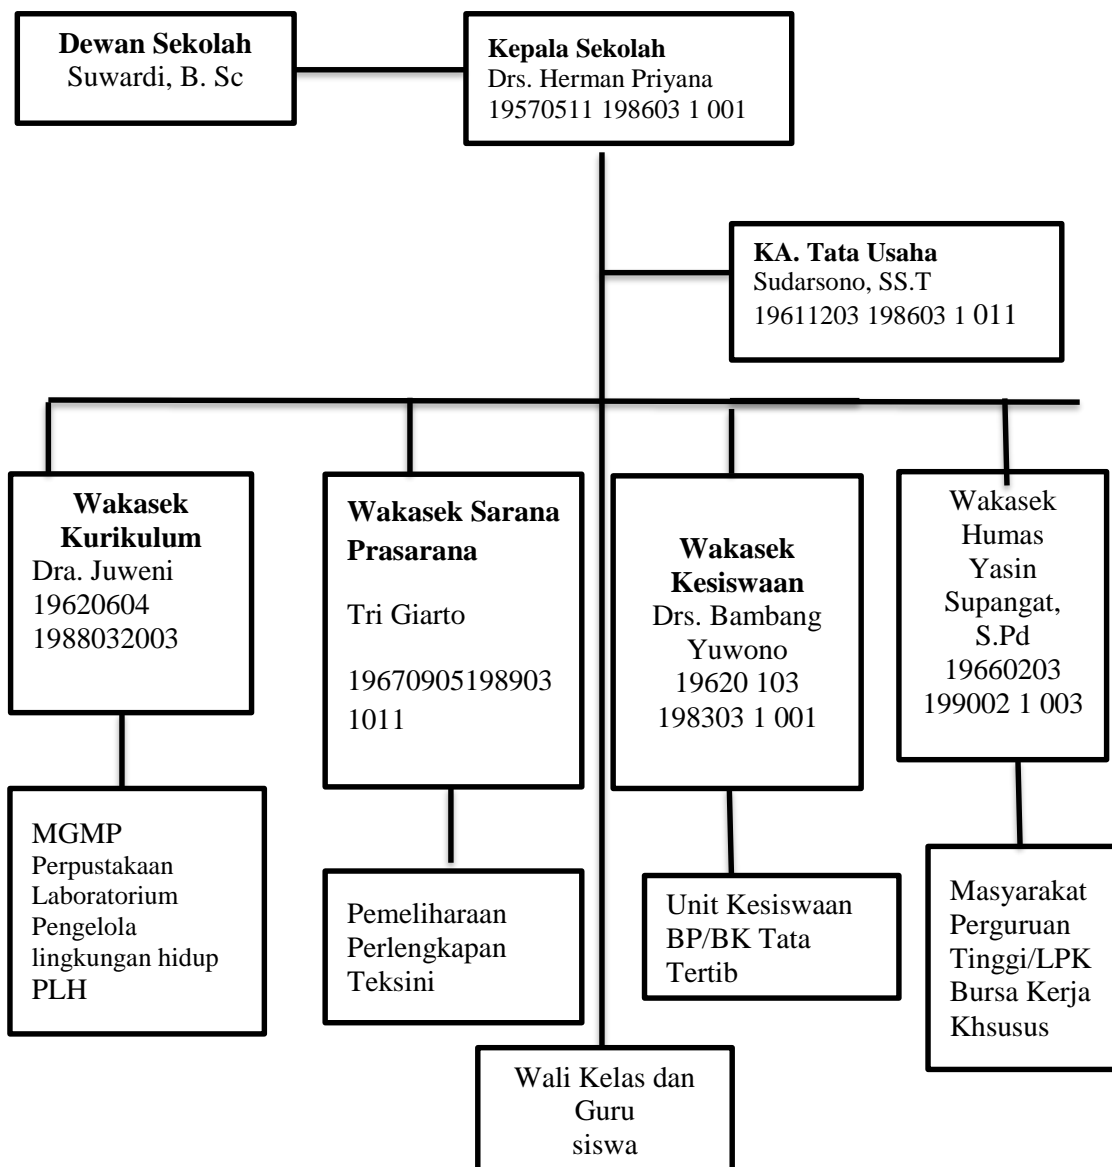 Dewan Sekolah
Suwardi, B. Sc
Kepala Sekolah
Drs. Herman Priyana
19570511 198603 1 001
KA. Tata Usaha
Sudarsono, SS.T
19611203 198603 1 011
Wakasek
Kurikulum
Dra. Juweni
19620604
1988032003
Wakasek Sarana
Prasarana
Tri Giarto
19670905198903
1011
Wakasek
Kesiswaan
Drs. Bambang
Yuwono
19620 103
198303 1 001
Wakasek
Humas
Yasin
Supangat,
S.Pd
19660203
199002 1 003
MGMP
Perpustakaan
Laboratorium
Pengelola
lingkungan hidup
PLH
Pemeliharaan
Perlengkapan
Teksini
Unit Kesiswaan
BP/BK Tata
Tertib
Masyarakat
Perguruan
Tinggi/LPK
Bursa Kerja
Khsusus
Wali Kelas dan
Guru
siswa